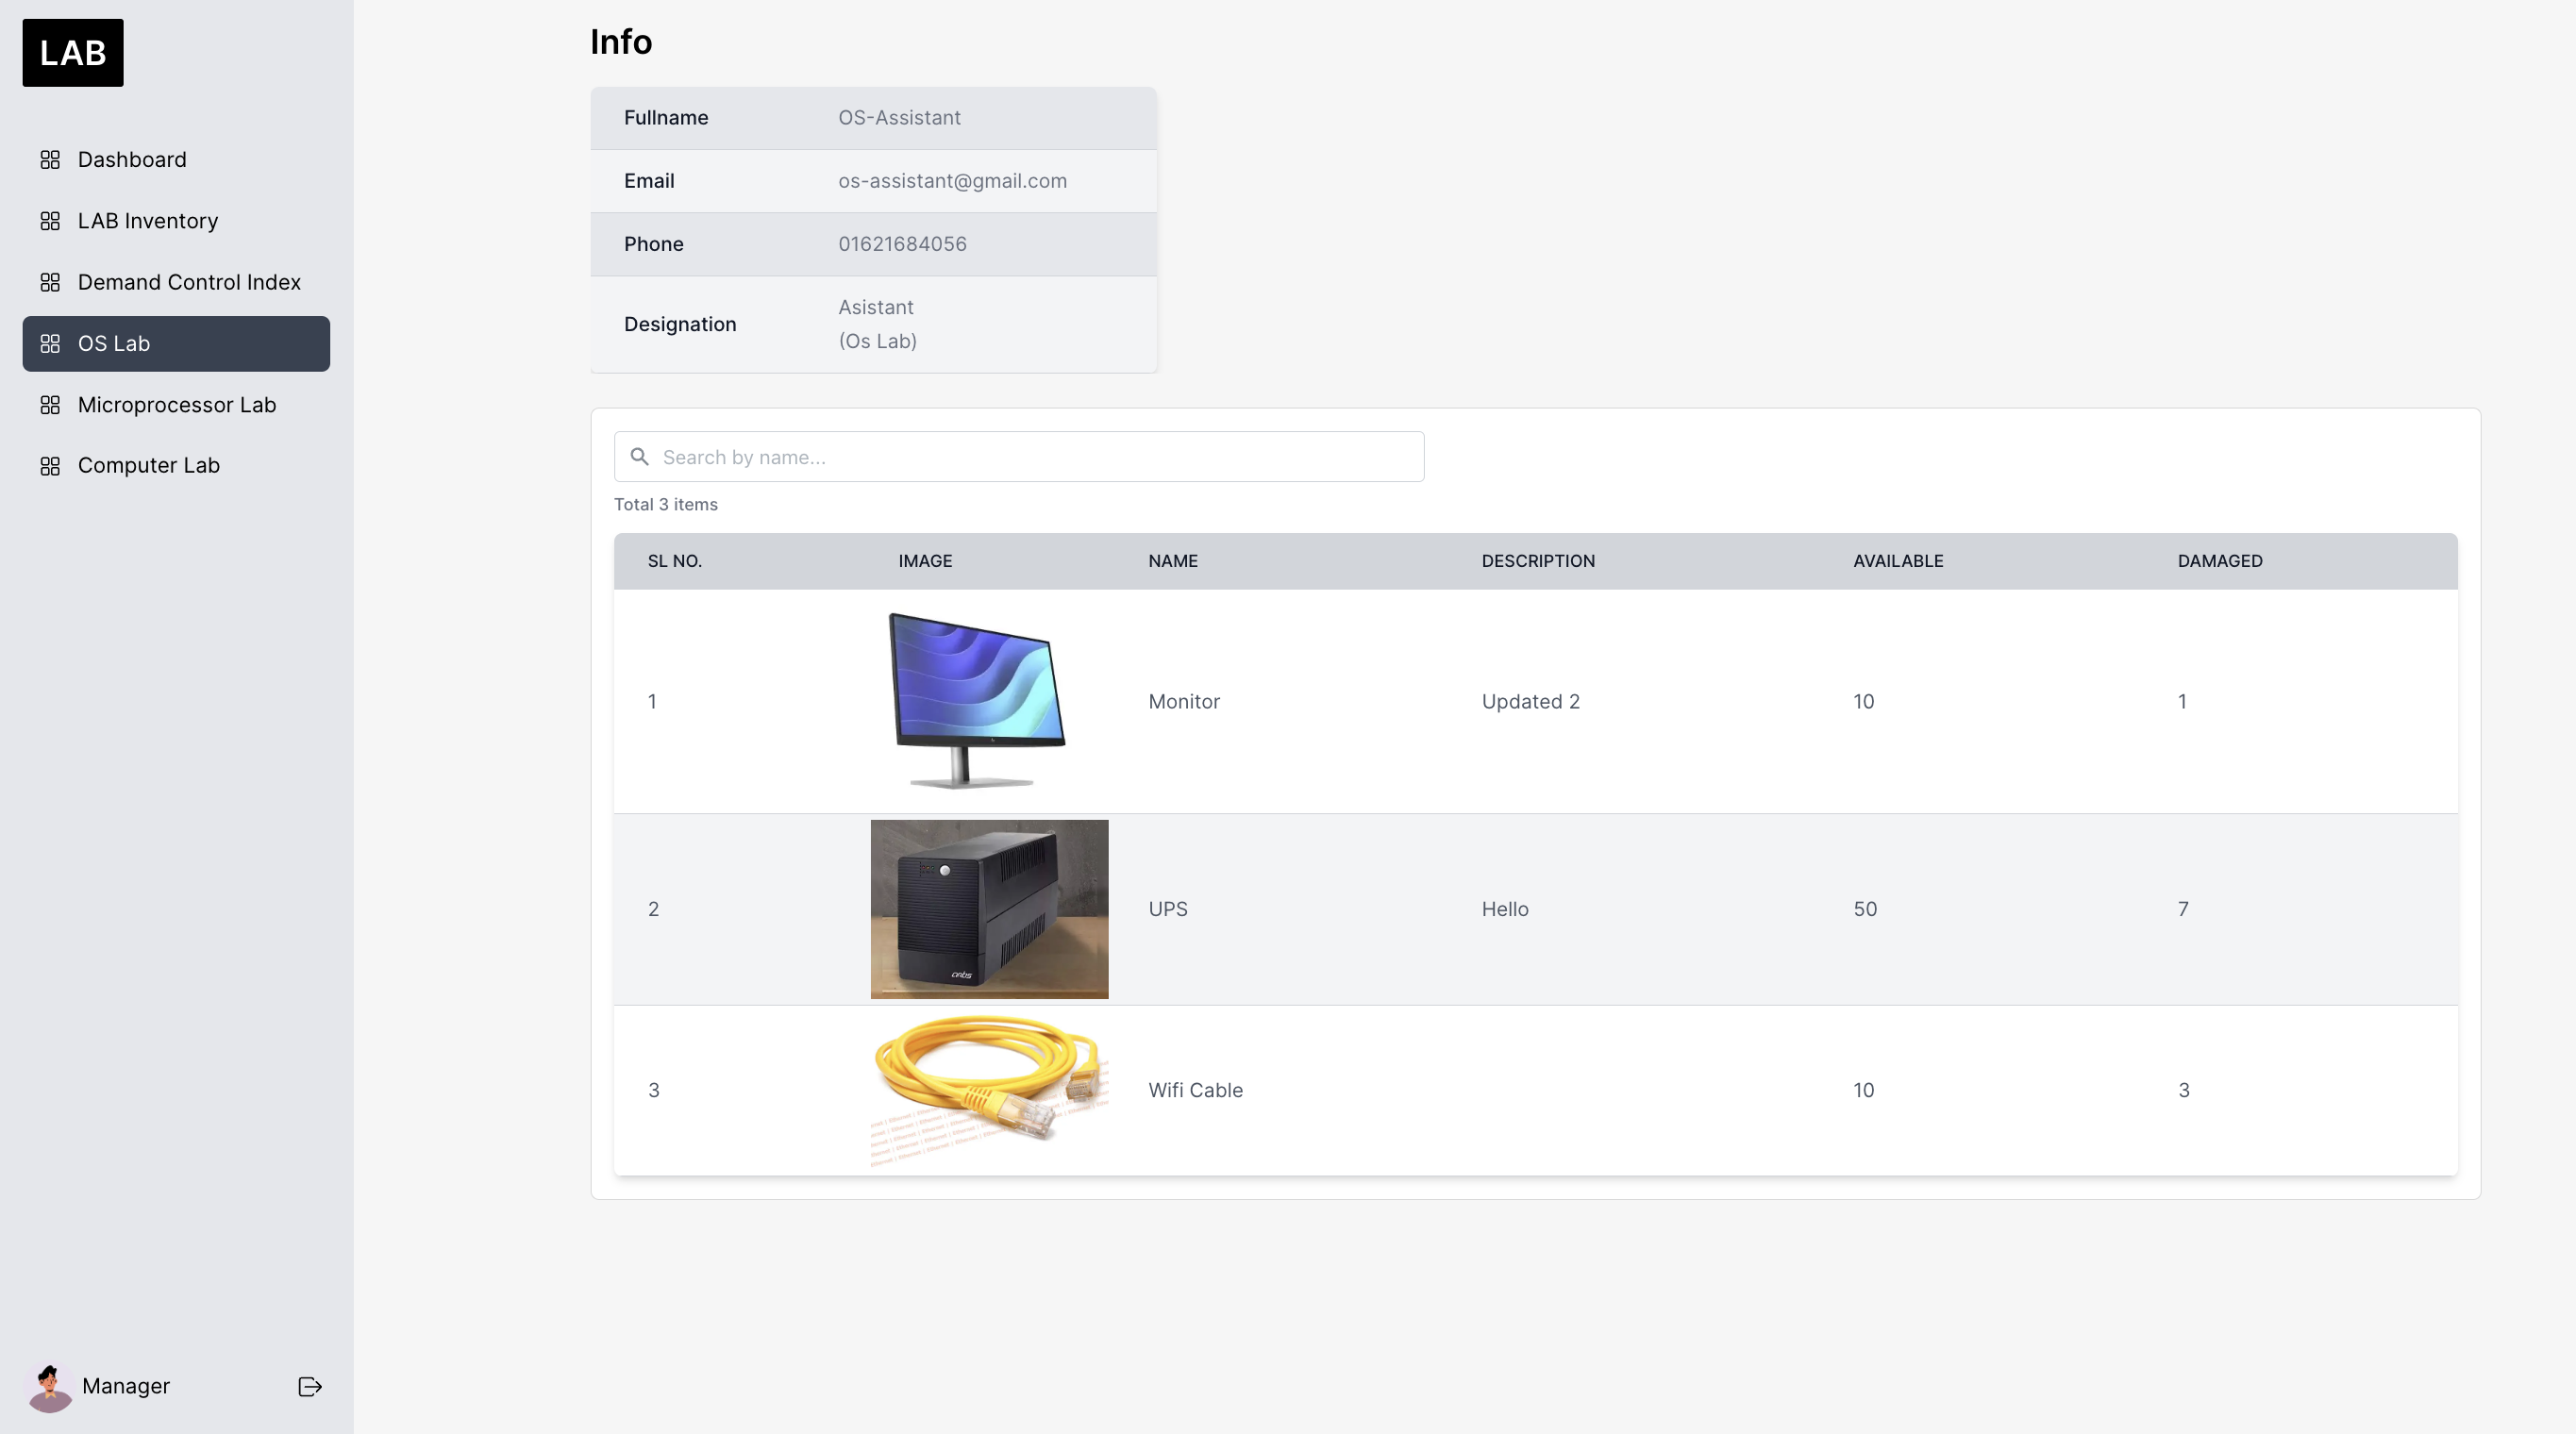 LAB
Dashboard
LAB Inventory
Demand Control Index
OS Lab
Microprocessor Lab
Computer Lab
Manager
Info
Fullname OS-Assistant
Email os-assistant@gmail.com
Phone 01621684056
Designation Asistant
(Os Lab)
Search by name...
Total 3 items
SL NO. IMAGE NAME DESCRIPTION AVAILABLE DAMAGED
1 Monitor Updated 2 10 1
2 UPS Hello 50 7
artis
3 Wifi Cable 10 3